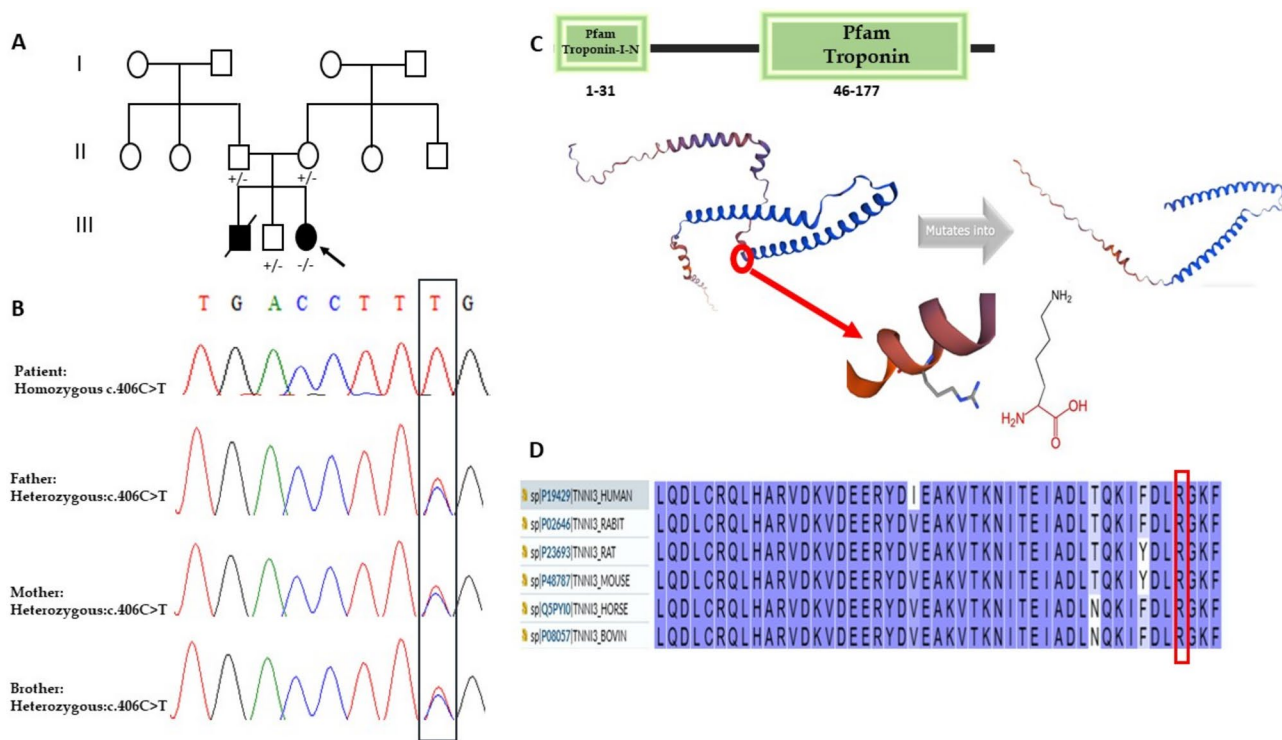 A
I
II
+/-
+/-
III
+/-
-/-
B
T G A C C T T T G
Patient:
Homozygous c.406C>T
Father:
Heterozygous:c.406C>T
Mother:
Heterozygous:c.406C>T
Brother:
Heterozygous:c.406C>T
C
Pfam
Troponin-I-N
1-31
Pfam
Troponin
46-177
Mutates into
NH₂
H₂N
OH
O
D
sp|P19429|TNNI3_HUMAN LQDLCRQLHARVDKVDEERYDIEAKVTKNITEIADLTQKIFDLRGKF
sp|P02646|TNNI3_RABIT LQDLCRQLHARVDKVDEERYDVEAKVTKNITEIADLTQKIFDLRGKF
sp|P23693|TNNI3_RAT LQDLCRQLHARVDKVDEERYDVEAKVTKNITEIADLTQKIYDLRGKF
sp|P48787|TNNI3_MOUSE LQDLCRQLHARVDKVDEERYDVEAKVTKNITEIADLTQKIYDLRGKF
sp|Q5PYI0|TNNI3_HORSE LQDLCRQLHARVDKVDEERYDVEAKVTKNITEIADLNQKIFDLRGKF
sp|P08057|TNNI3_BOVIN LQDLCRQLHARVDKVDEERYDVEAKVTKNITEIADLNQKIFDLRGKF